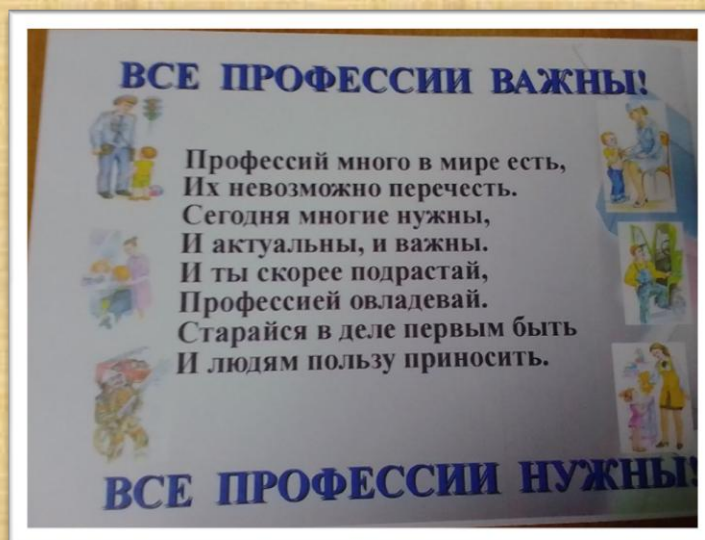 ВСЕ ПРОФЕССИИ ВАЖНЫ!
Профессий много в мире есть,
Их невозможно перечесть.
Сегодня многие нужны,
И актуальны, и важны.
И ты скорее подрастай,
Профессией овладевай.
Старайся в деле первым быть
И людям пользу приносить.
ВСЕ ПРОФЕССИИ НУЖНЫ!